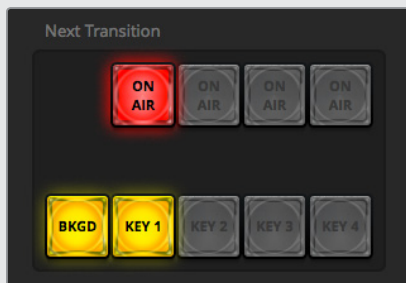 Next Transition
ON AIR
ON AIR
ON AIR
ON AIR
BKGD
KEY 1
KEY 2
KEY 3
KEY 4